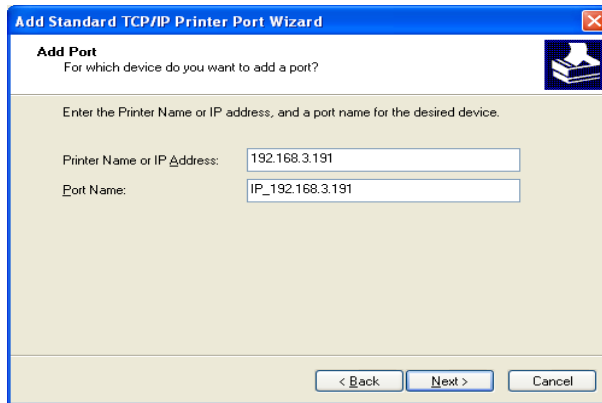 Add Standard TCP/IP Printer Port Wizard
Add Port
For which device do you want to add a port?
Enter the Printer Name or IP address, and a port name for the desired device.
Printer Name or IP Address: 192.168.3.191
Port Name: IP_192.168.3.191
< Back Next > Cancel